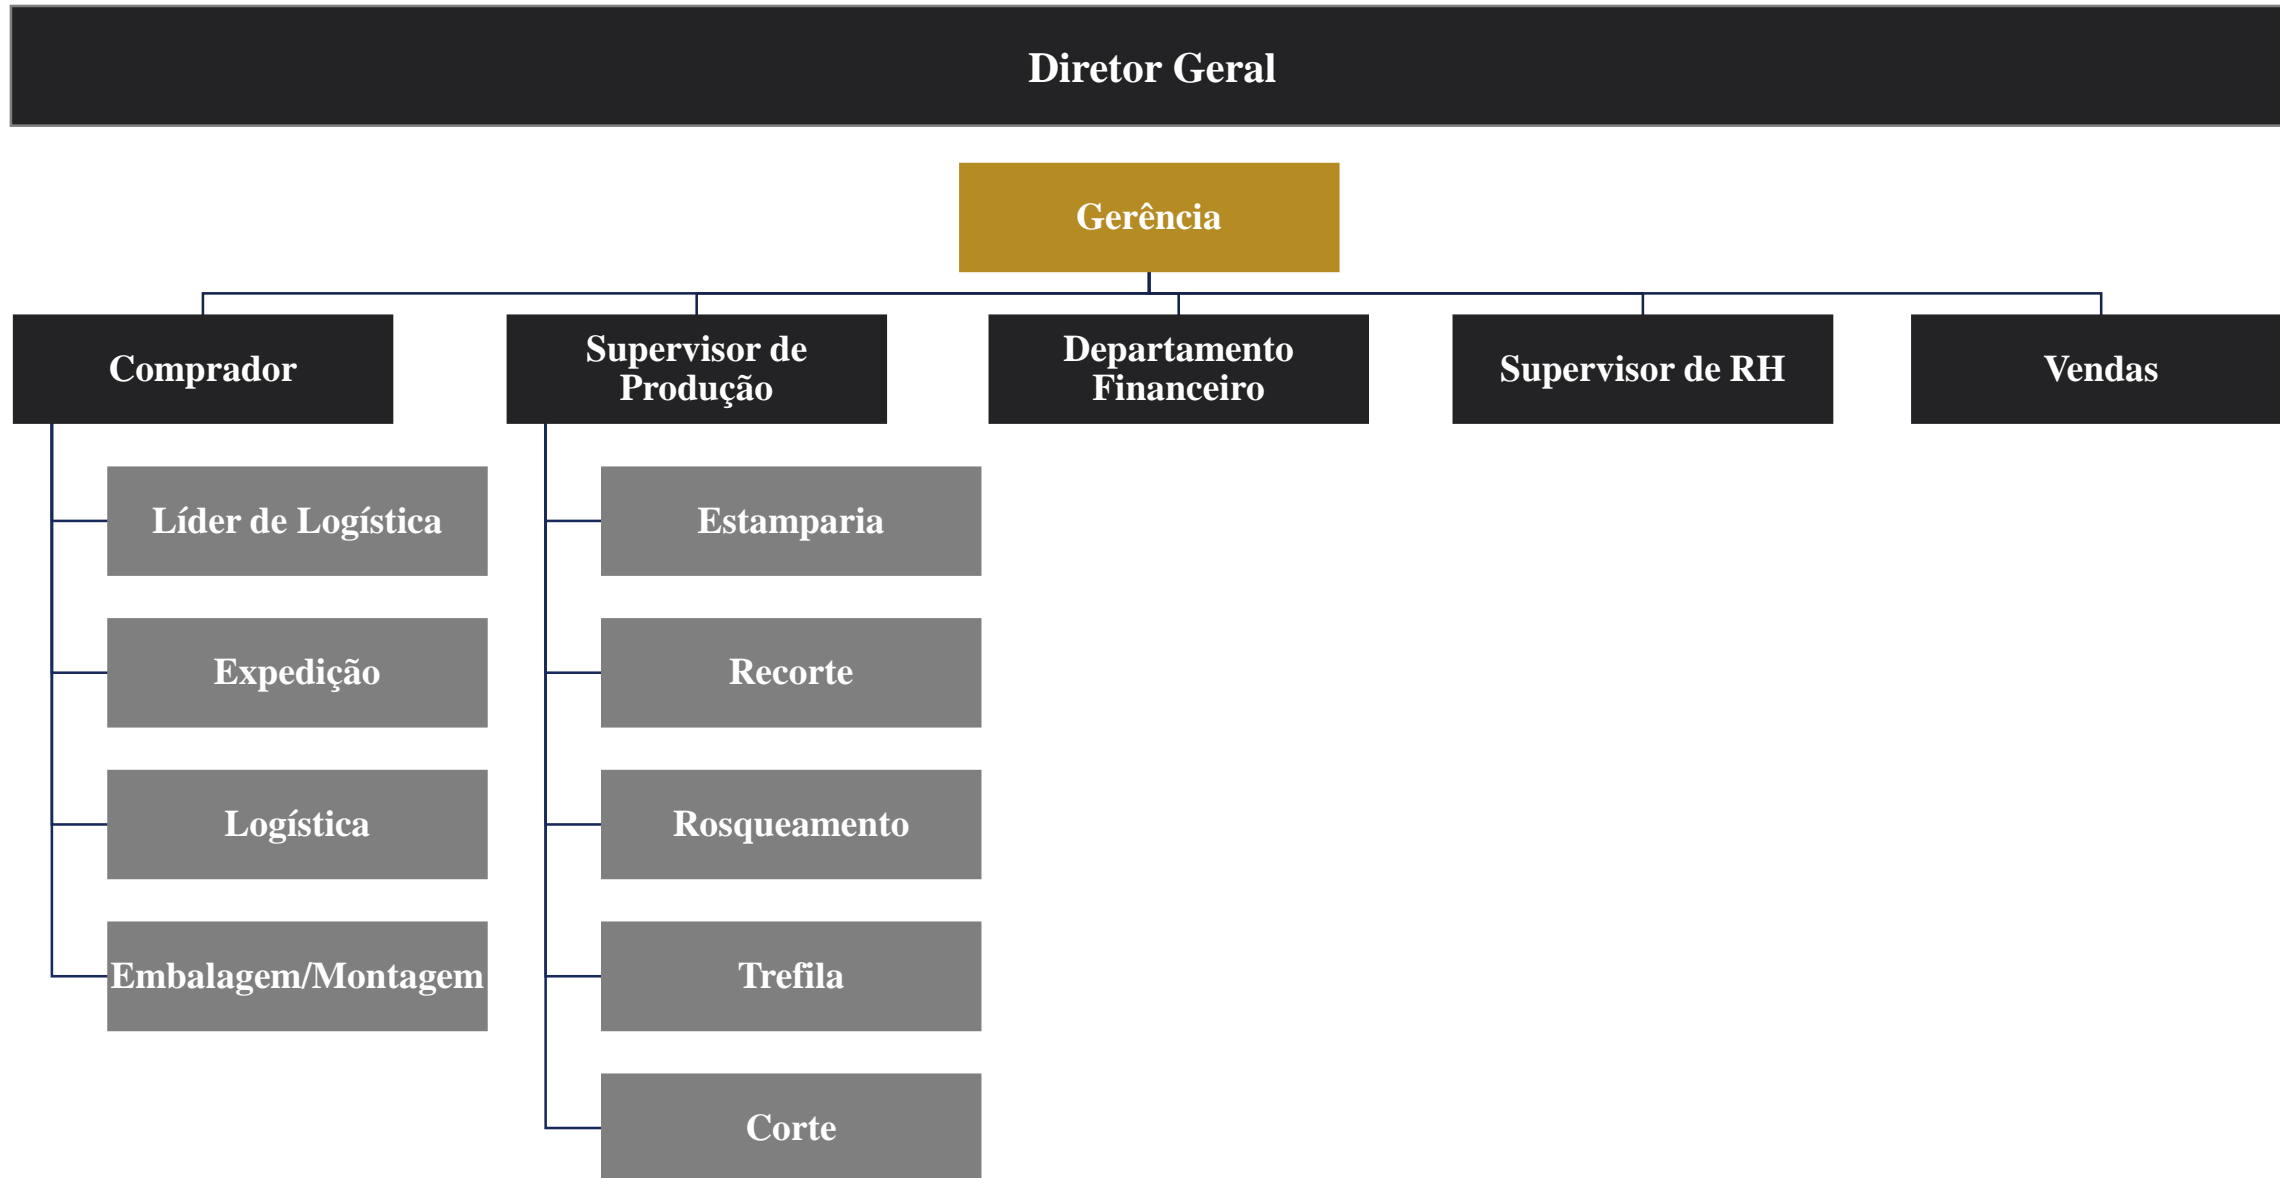 Diretor Geral
Gerência
Comprador
Supervisor de
Produção
Departamento
Financeiro
Supervisor de RH
Vendas
Líder de Logística
Estamparia
Expedição
Recorte
Logística
Rosqueamento
Embalagem/Montagem
Trefila
Corte